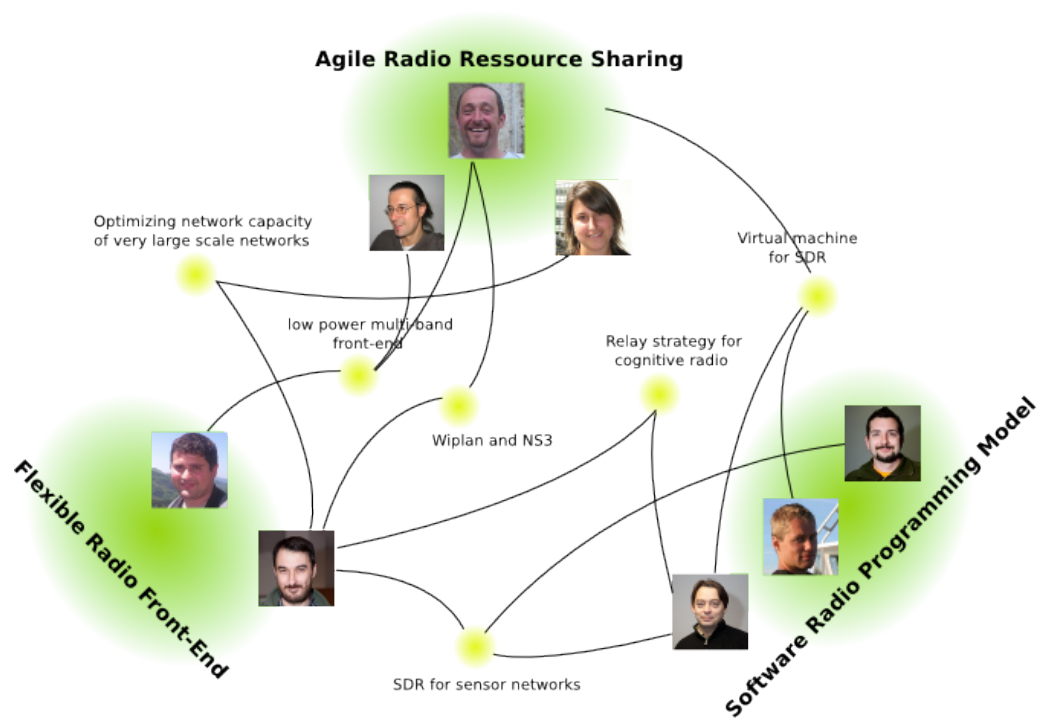 Agile Radio Ressource Sharing
Optimizing network capacity
of very large scale networks
Virtual machine
for SDR
low power multi-band
front-end
Relay strategy for
cognitive radio
Wiplan and NS3
Flexible Radio Front-End
Software Radio Programming Model
SDR for sensor networks